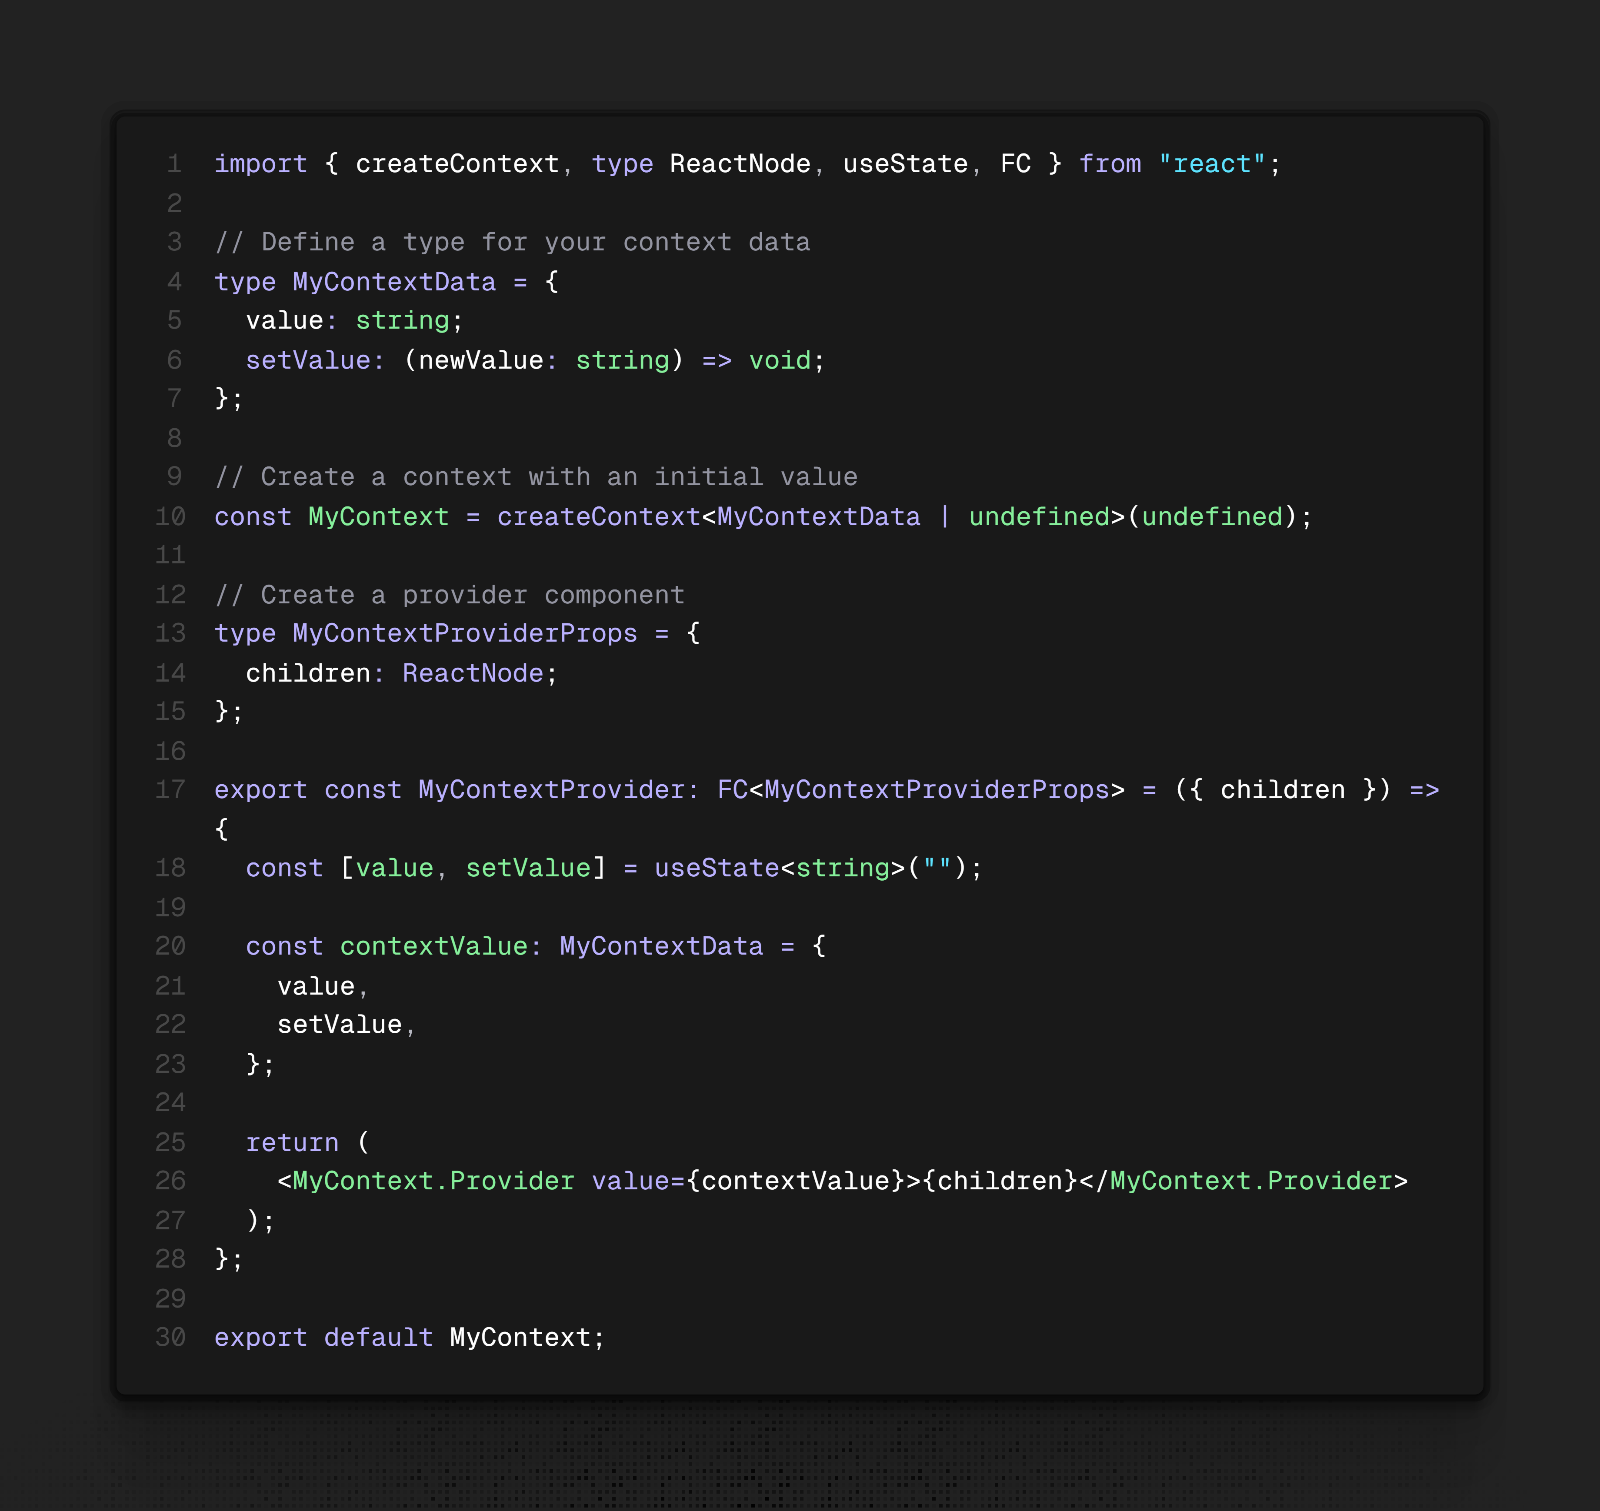 1 import { createContext, type ReactNode, useState, FC } from "react";
2
3 // Define a type for your context data
4 type MyContextData = {
5   value: string;
6   setValue: (newValue: string) => void;
7 };
8
9 // Create a context with an initial value
10 const MyContext = createContext<MyContextData | undefined>(undefined);
11
12 // Create a provider component
13 type MyContextProviderProps = {
14   children: ReactNode;
15 };
16
17 export const MyContextProvider: FC<MyContextProviderProps> = ({ children }) =>
{
18   const [value, setValue] = useState<string>("");
19
20   const contextValue: MyContextData = {
21     value,
22     setValue,
23   };
24
25   return (
26     <MyContext.Provider value={contextValue}>{children}</MyContext.Provider>
27   );
28 };
29
30 export default MyContext;